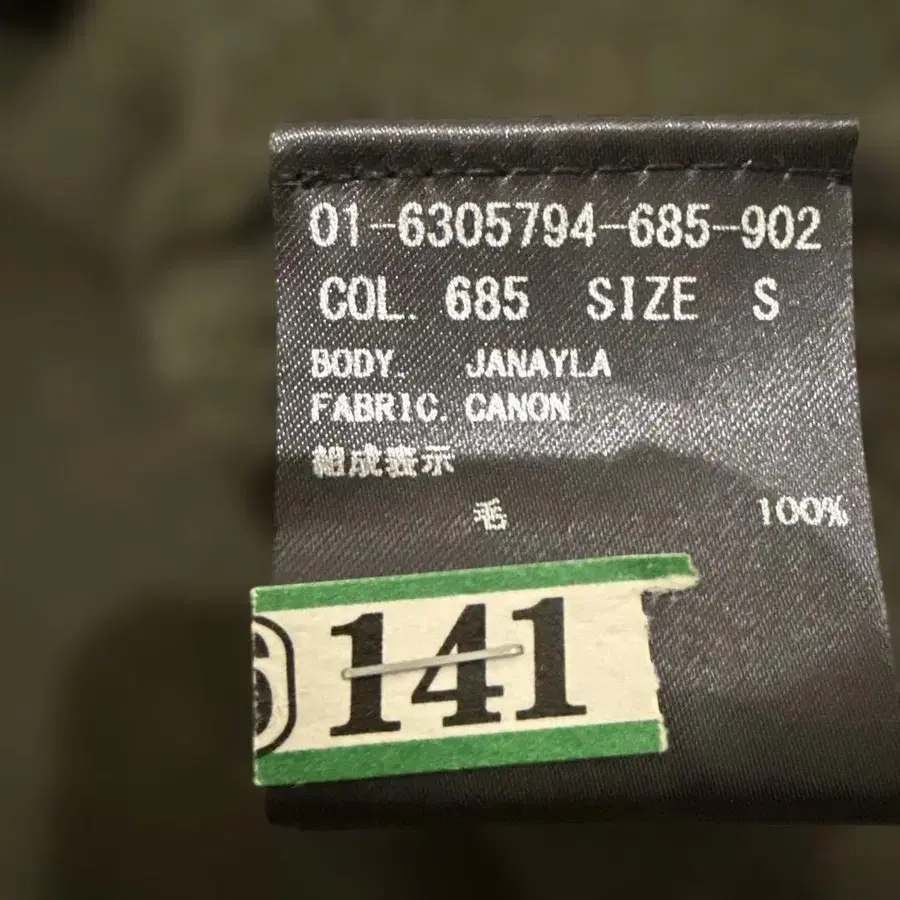 01-6305794-685-902
COL. 685 SIZE S
BODY. JANAYLA
FABRIC. CANON
組成表示
毛 100%
141